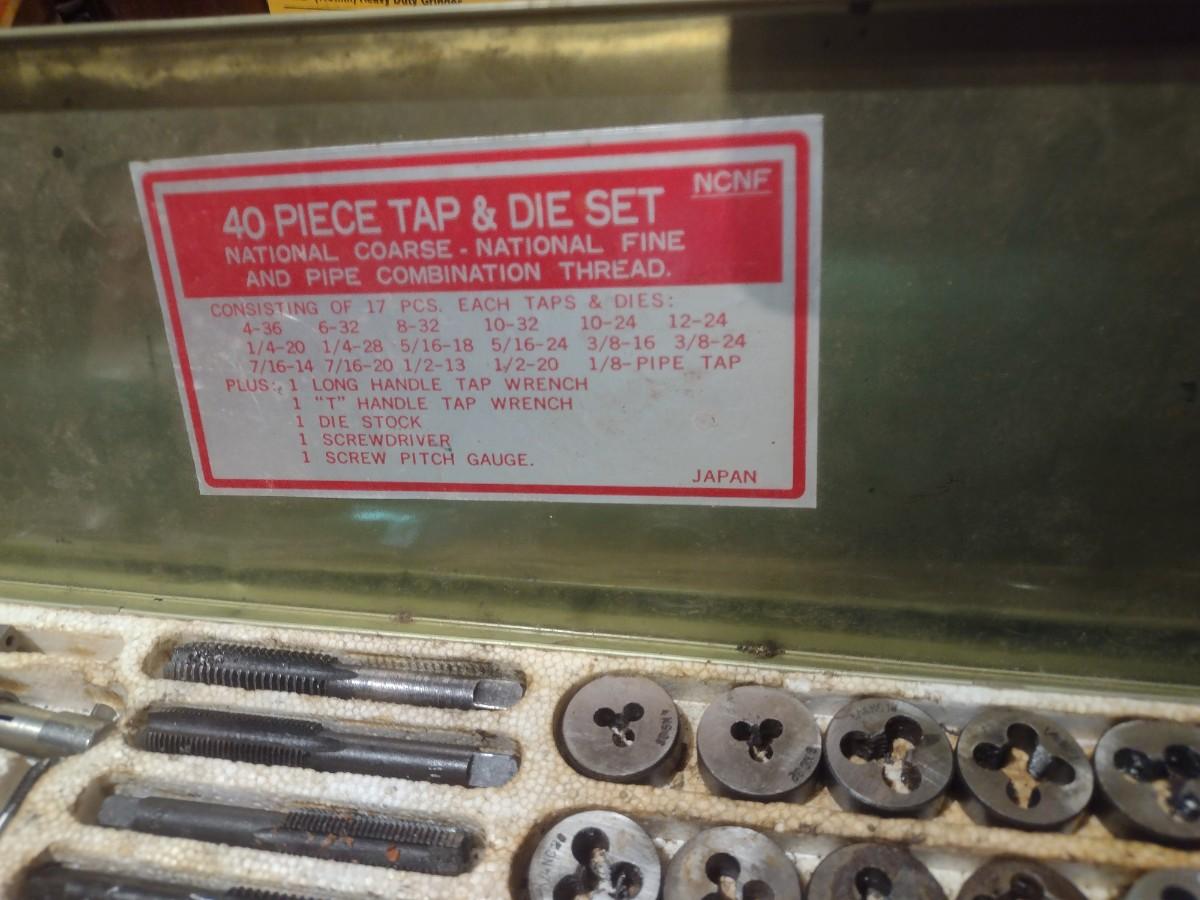 Heavy Duty Grinder
NCNF
40 PIECE TAP & DIE SET
NATIONAL COARSE - NATIONAL FINE
AND PIPE COMBINATION THREAD.
CONSISTING OF 17 PCS. EACH TAPS & DIES:
4-36 6-32 8-32 10-32 10-24 12-24
1/4-20 1/4-28 5/16-18 5/16-24 3/8-16 3/8-24
7/16-14 7/16-20 1/2-13 1/2-20 1/8-PIPE TAP
PLUS: 1 LONG HANDLE TAP WRENCH
1 "T" HANDLE TAP WRENCH
1 DIE STOCK
1 SCREWDRIVER
1 SCREW PITCH GAUGE.
JAPAN